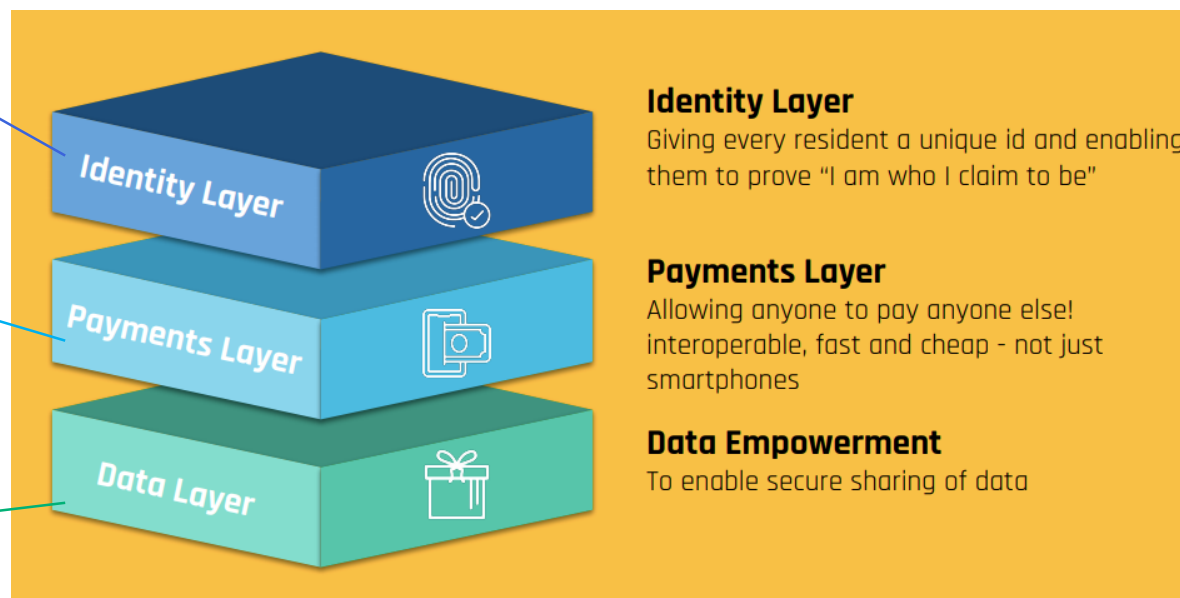 Identity Layer
Payments Layer
Data Layer
Identity Layer
Giving every resident a unique id and enabling
them to prove “I am who I claim to be”
Payments Layer
Allowing anyone to pay anyone else!
interoperable, fast and cheap - not just
smartphones
Data Empowerment
To enable secure sharing of data